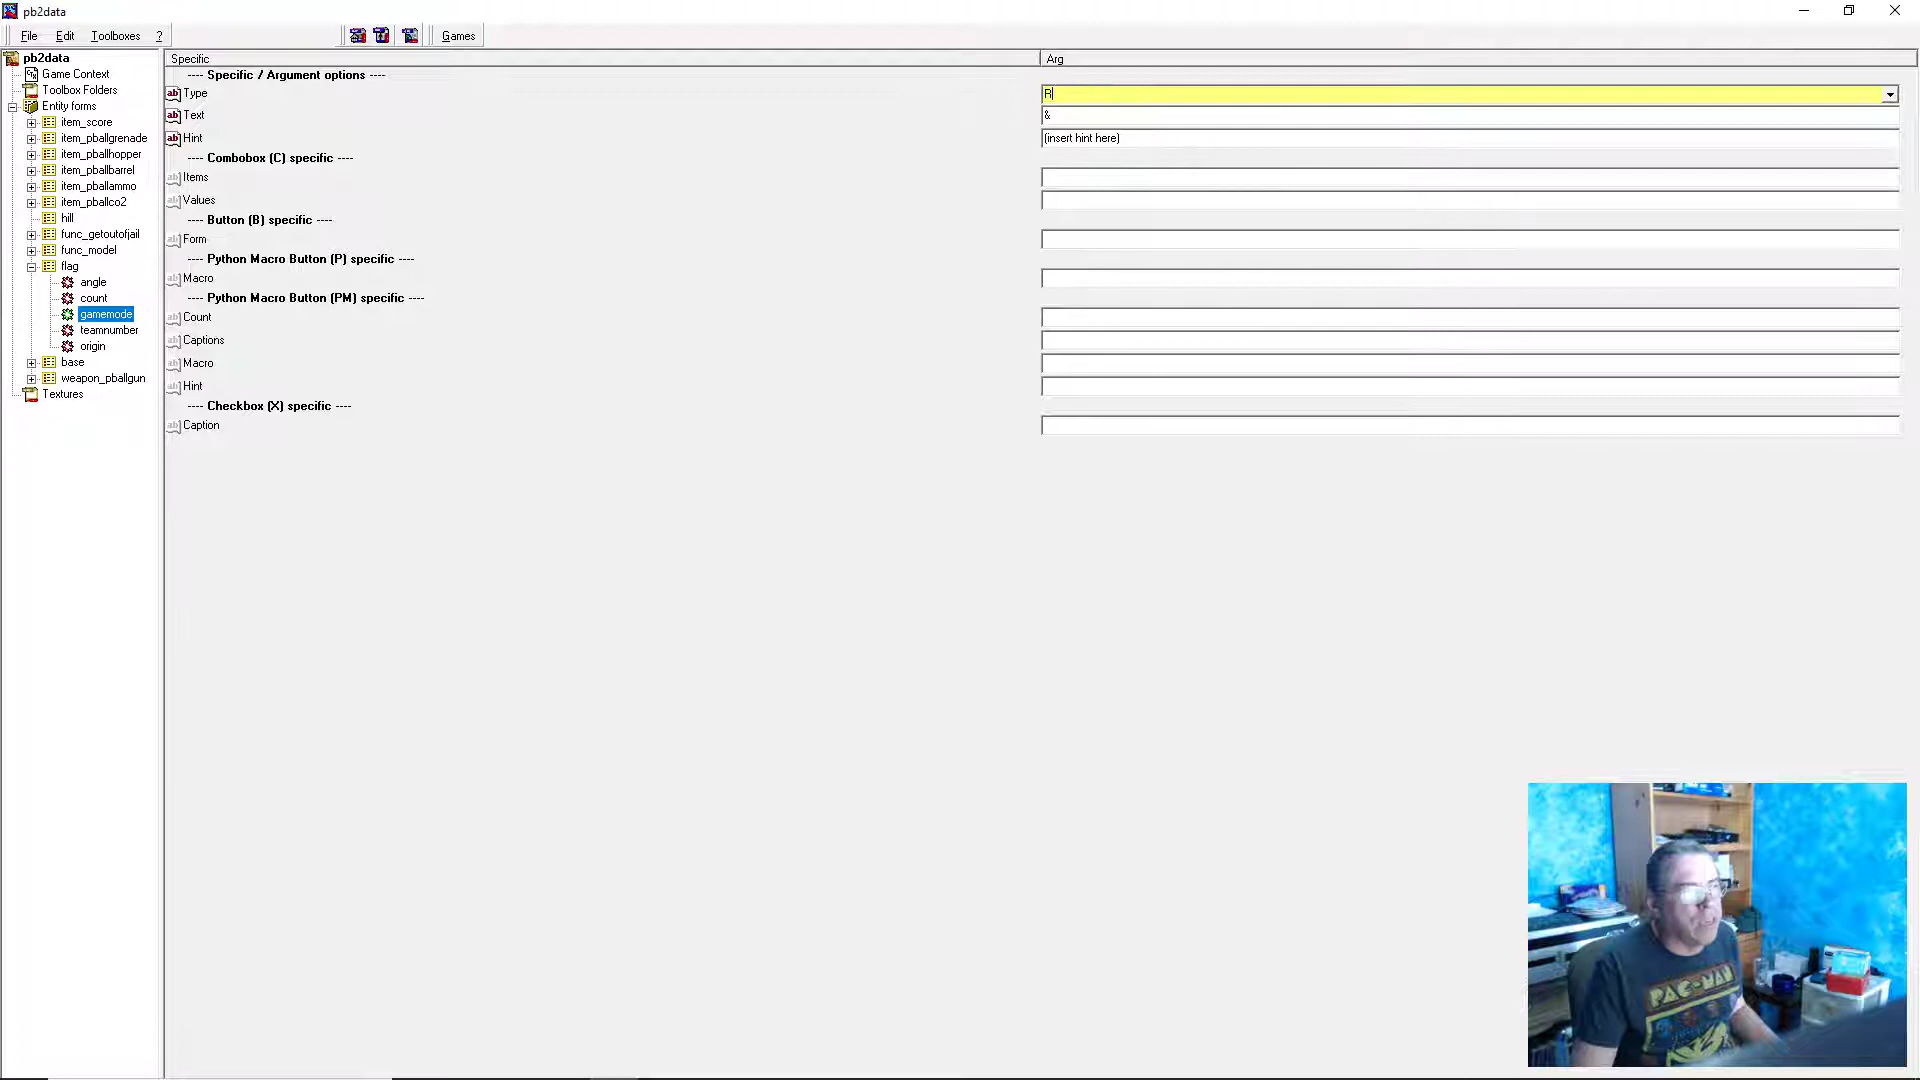 pb2data
File Edit Toolboxes ? Games
pb2data
Game Context
Toolbox Folders
Entity forms
item_score
item_pballgrenade
item_pballhopper
item_pballbarrel
item_pballammo
item_pballco2
hill
func_getoutofjail
func_model
flag
angle
count
gamemode
teamnumber
origin
base
weapon_pballgun
Textures
Specific Arg
---- Specific / Argument options ----
Type R
Text &
Hint (insert hint here)
---- Combobox (C) specific ----
Items
Values
---- Button (B) specific ----
Form
---- Python Macro Button (P) specific ----
Macro
---- Python Macro Button (PM) specific ----
Count
Captions
Macro
Hint
---- Checkbox (X) specific ----
Caption
PAC-MAN